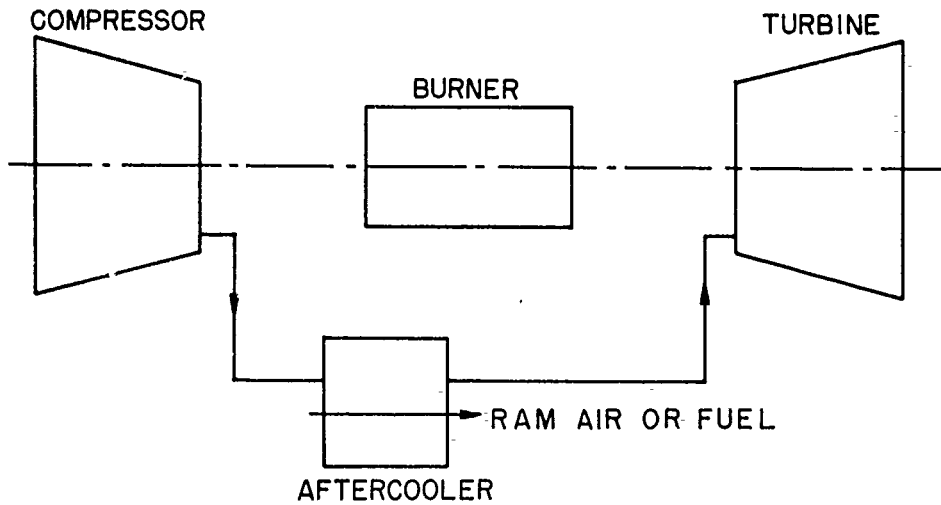 COMPRESSOR
TURBINE
BURNER
RAM AIR OR FUEL
AFTERCOOLER